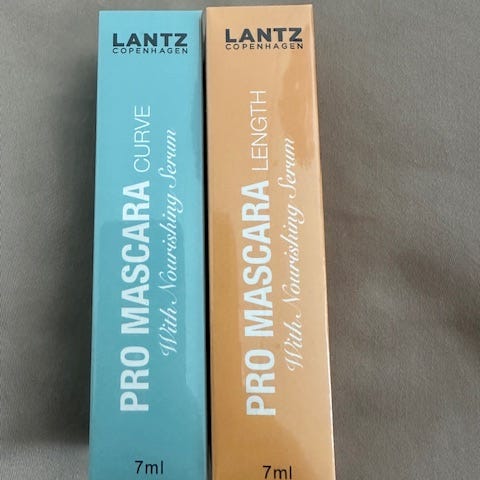 LANTZ
COPENHAGEN
PRO MASCARA CURVE
With Nourishing Serum
7ml
LANTZ
COPENHAGEN
PRO MASCARA LENGTH
With Nourishing Serum
7ml